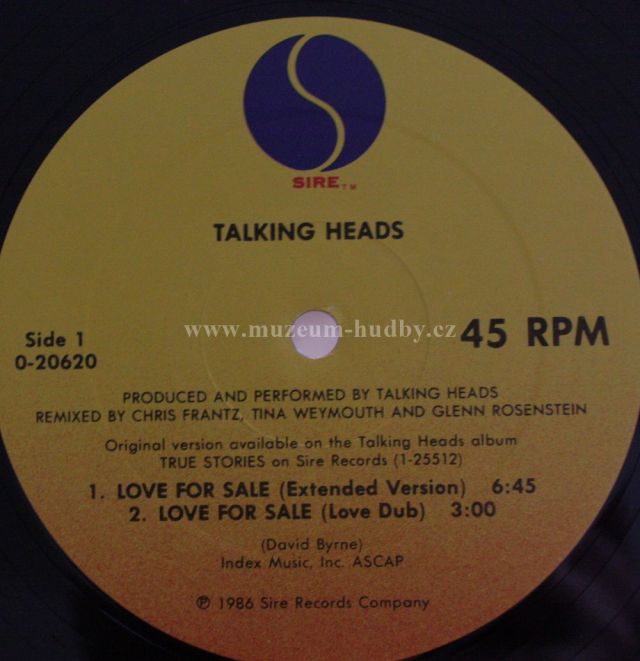 SIRE™
TALKING HEADS
www.muzeum-hudby.cz
Side 1
0-20620
45 RPM
PRODUCED AND PERFORMED BY TALKING HEADS
REMIXED BY CHRIS FRANTZ, TINA WEYMOUTH AND GLENN ROSENSTEIN
Original version available on the Talking Heads album
TRUE STORIES on Sire Records (1-25512)
1. LOVE FOR SALE (Extended Version) 6:45
2. LOVE FOR SALE (Love Dub) 3:00
(David Byrne)
Index Music, Inc. ASCAP
℗ 1986 Sire Records Company